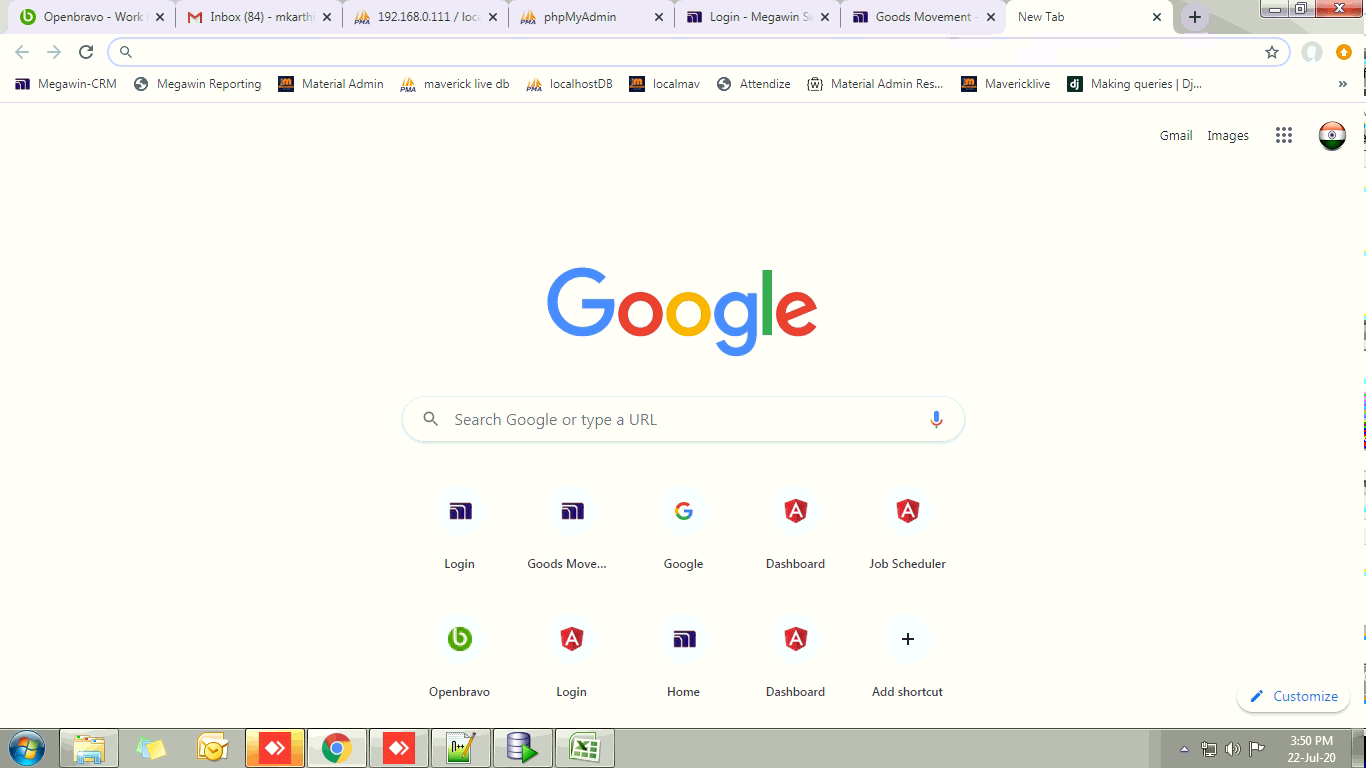 Openbravo - Work
Inbox (84) - mkarthi
192.168.0.111 / loca
phpMyAdmin
Login - Megawin Sw
Goods Movement -
New Tab
Megawin-CRM
Megawin Reporting
Material Admin
maverick live db
localhostDB
localmav
Attendize
Material Admin Res...
Mavericklive
Making queries | Dj...
Gmail
Images
Google
Search Google or type a URL
Login
Goods Move...
Google
Dashboard
Job Scheduler
Openbravo
Login
Home
Dashboard
Add shortcut
Customize
3:50 PM
22-Jul-20